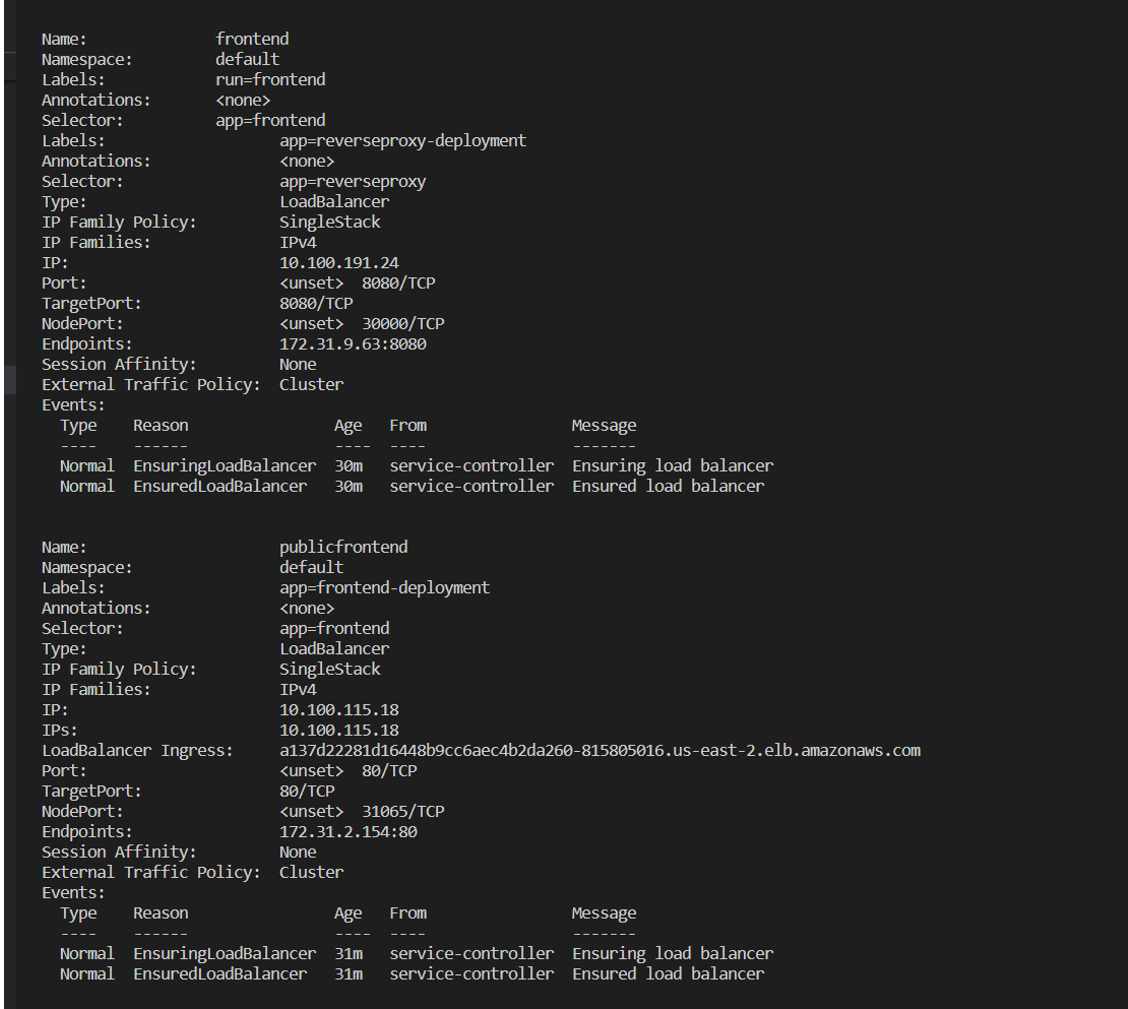 Name: frontend
Namespace: default
Labels: run=frontend
Annotations: <none>
Selector: app=frontend
Labels: app=reverseproxy-deployment
Annotations: <none>
Selector: app=reverseproxy
Type: LoadBalancer
IP Family Policy: SingleStack
IP Families: IPv4
IP: 10.100.191.24
Port: <unset> 8080/TCP
TargetPort: 8080/TCP
NodePort: <unset> 30000/TCP
Endpoints: 172.31.9.63:8080
Session Affinity: None
External Traffic Policy: Cluster
Events:
Type Reason Age From Message
---- ------ ---- ---- -------
Normal EnsuringLoadBalancer 30m service-controller Ensuring load balancer
Normal EnsuredLoadBalancer 30m service-controller Ensured load balancer
Name: publicfrontend
Namespace: default
Labels: app=frontend-deployment
Annotations: <none>
Selector: app=frontend
Type: LoadBalancer
IP Family Policy: SingleStack
IP Families: IPv4
IP: 10.100.115.18
IPs: 10.100.115.18
LoadBalancer Ingress: a137d22281d16448b9cc6aec4b2da260-815805016.us-east-2.elb.amazonaws.com
Port: <unset> 80/TCP
TargetPort: 80/TCP
NodePort: <unset> 31065/TCP
Endpoints: 172.31.2.154:80
Session Affinity: None
External Traffic Policy: Cluster
Events:
Type Reason Age From Message
---- ------ ---- ---- -------
Normal EnsuringLoadBalancer 31m service-controller Ensuring load balancer
Normal EnsuredLoadBalancer 31m service-controller Ensured load balancer